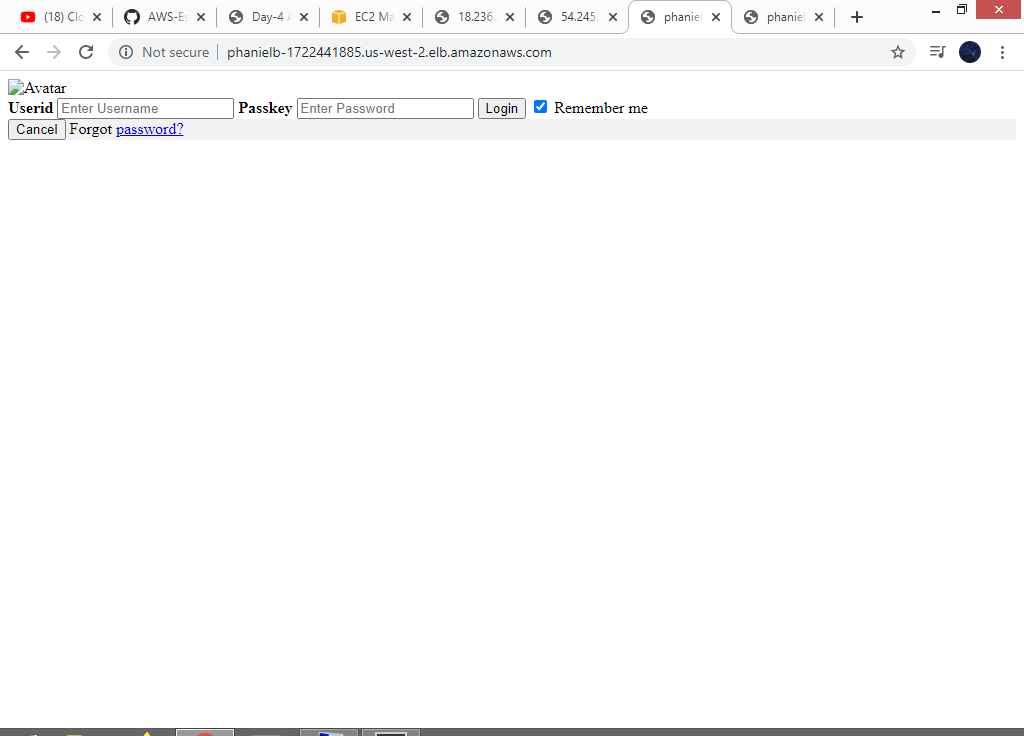 (18) Clc
AWS-Es
Day-4
EC2 Ma
18.236.
54.245.
phaniel
phaniel
Not secure
phanielb-1722441885.us-west-2.elb.amazonaws.com
Avatar
Userid Enter Username Passkey Enter Password Login Remember me
Cancel Forgot password?